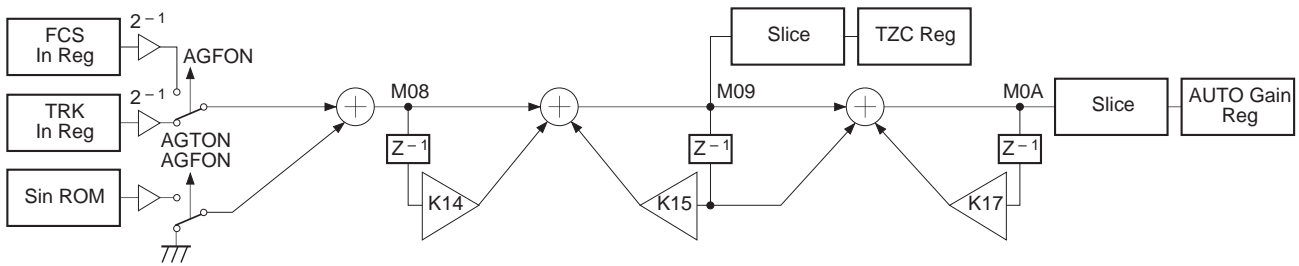 FCS
In Reg
2⁻¹
AGFON
TRK
In Reg
2⁻¹
AGTON
AGFON
Sin ROM
M08
Z⁻¹
K14
M09
Slice
TZC Reg
Z⁻¹
K15
M0A
Z⁻¹
K17
Slice
AUTO Gain
Reg